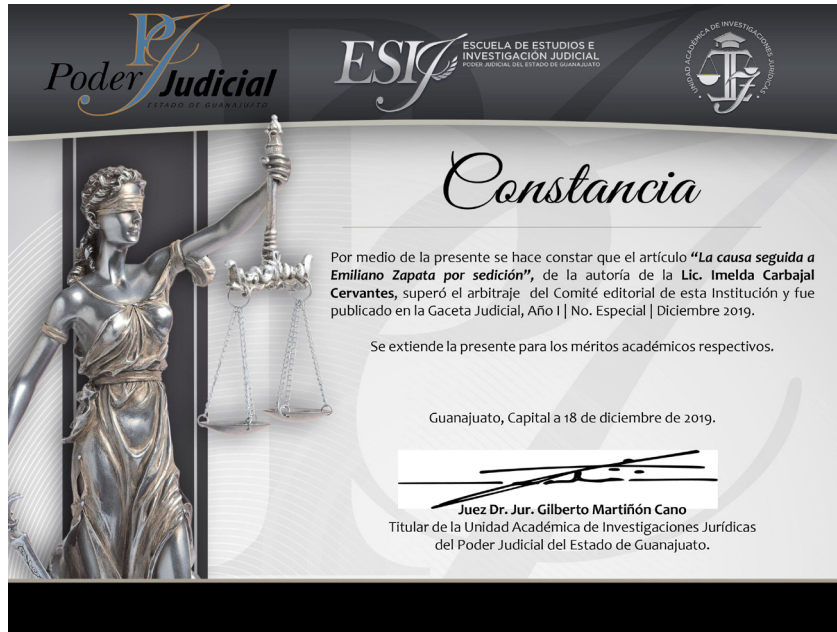 Poder Judicial
ESTADO DE GUANAJUATO
ESIJ
ESCUELA DE ESTUDIOS E
INVESTIGACIÓN JUDICIAL
PODER JUDICIAL DEL ESTADO DE GUANAJUATO
UNIDAD ACADÉMICA DE INVESTIGACIONES JURÍDICAS
Constancia
Por medio de la presente se hace constar que el artículo “La causa seguida a
Emiliano Zapata por sedición”, de la autoría de la Lic. Imelda Carbajal
Cervantes, superó el arbitraje del Comité editorial de esta Institución y fue
publicado en la Gaceta Judicial, Año I | No. Especial | Diciembre 2019.
Se extiende la presente para los méritos académicos respectivos.
Guanajuato, Capital a 18 de diciembre de 2019.
Juez Dr. Jur. Gilberto Martiñón Cano
Titular de la Unidad Académica de Investigaciones Jurídicas
del Poder Judicial del Estado de Guanajuato.